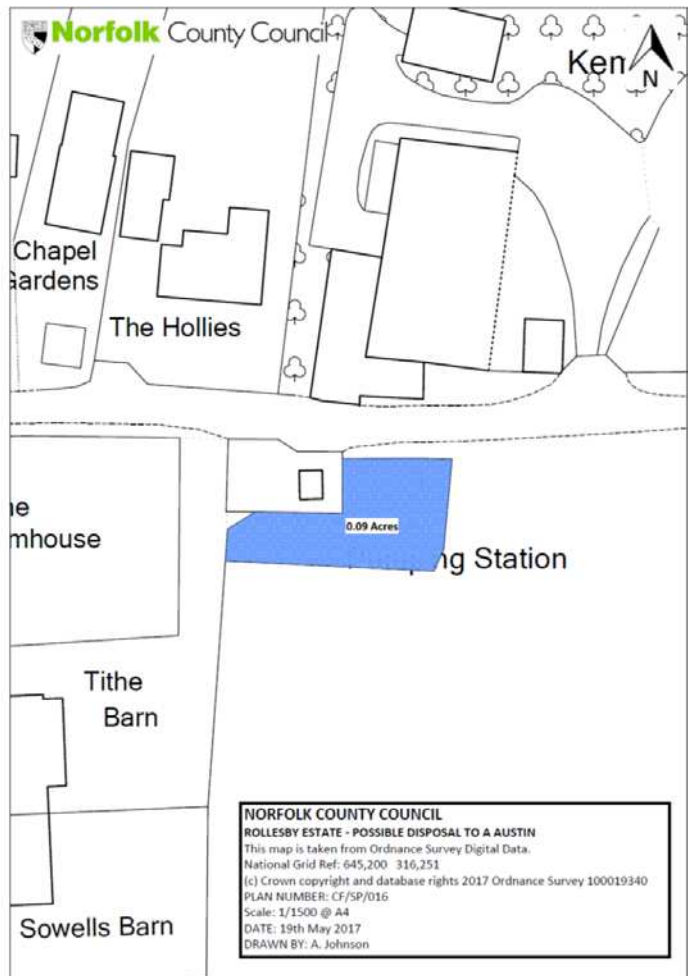 Norfolk County Council
Ken
N
Chapel
Gardens
The Hollies
0.09 Acres
ng Station
mhouse
Tithe
Barn
Sowells Barn
NORFOLK COUNTY COUNCIL
ROLLESBY ESTATE - POSSIBLE DISPOSAL TO A AUSTIN
This map is taken from Ordnance Survey Digital Data.
National Grid Ref: 645,200 316,251
(c) Crown copyright and database rights 2017 Ordnance Survey 100019340
PLAN NUMBER: CF/SP/016
Scale: 1/1500 @ A4
DATE: 19th May 2017
DRAWN BY: A. Johnson